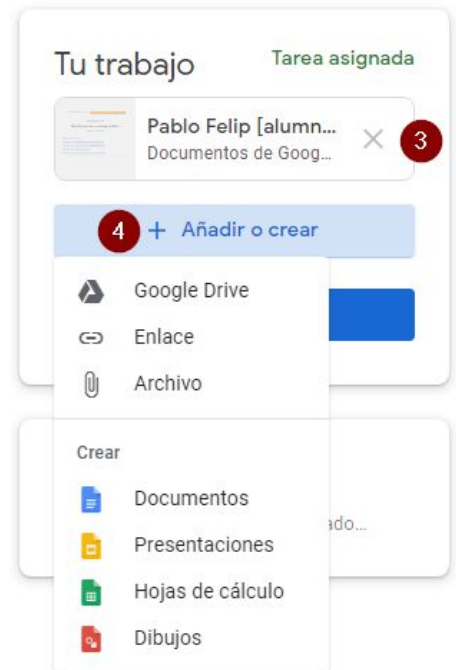 Tu trabajo
Tarea asignada
Pablo Felip [alumn...
Documentos de Goog...
3
4
+ Añadir o crear
Google Drive
Enlace
Archivo
Crear
Documentos
Presentaciones
Hojas de cálculo
Dibujos